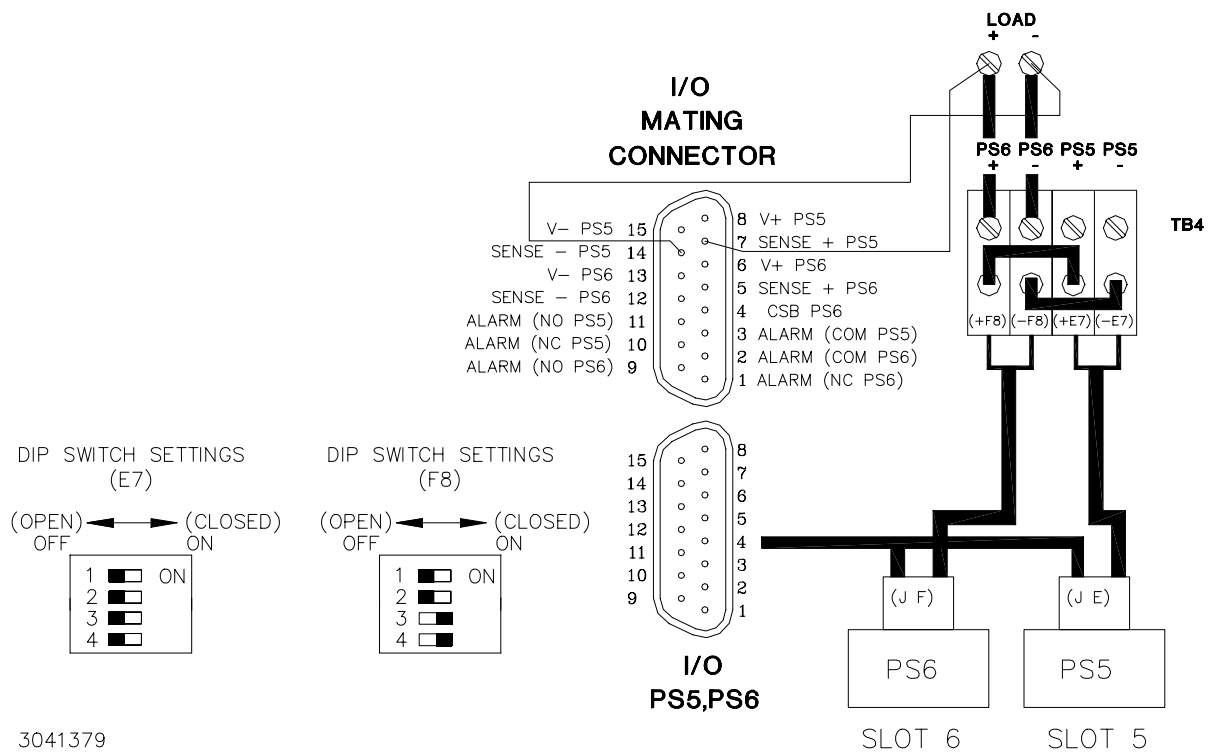 LOAD
+ -
I/O
MATING
CONNECTOR
PS6 PS6 PS5 PS5
+ - + -
TB4
V- PS5 15
SENSE - PS5 14
V- PS6 13
SENSE - PS6 12
ALARM (NO PS5) 11
ALARM (NC PS5) 10
ALARM (NO PS6) 9
8 V+ PS5
7 SENSE + PS5
6 V+ PS6
5 SENSE + PS6
4 CSB PS6
3 ALARM (COM PS5)
2 ALARM (COM PS6)
1 ALARM (NC PS6)
(+F8) (-F8) (+E7) (-E7)
DIP SWITCH SETTINGS
(E7)
(OPEN) (CLOSED)
OFF ON
1 ON
2
3
4
DIP SWITCH SETTINGS
(F8)
(OPEN) (CLOSED)
OFF ON
1 ON
2
3
4
15
14
13
12
11
10
9
8
7
6
5
4
3
2
1
I/O
PS5,PS6
(J F)
PS6
SLOT 6
(J E)
PS5
SLOT 5
3041379